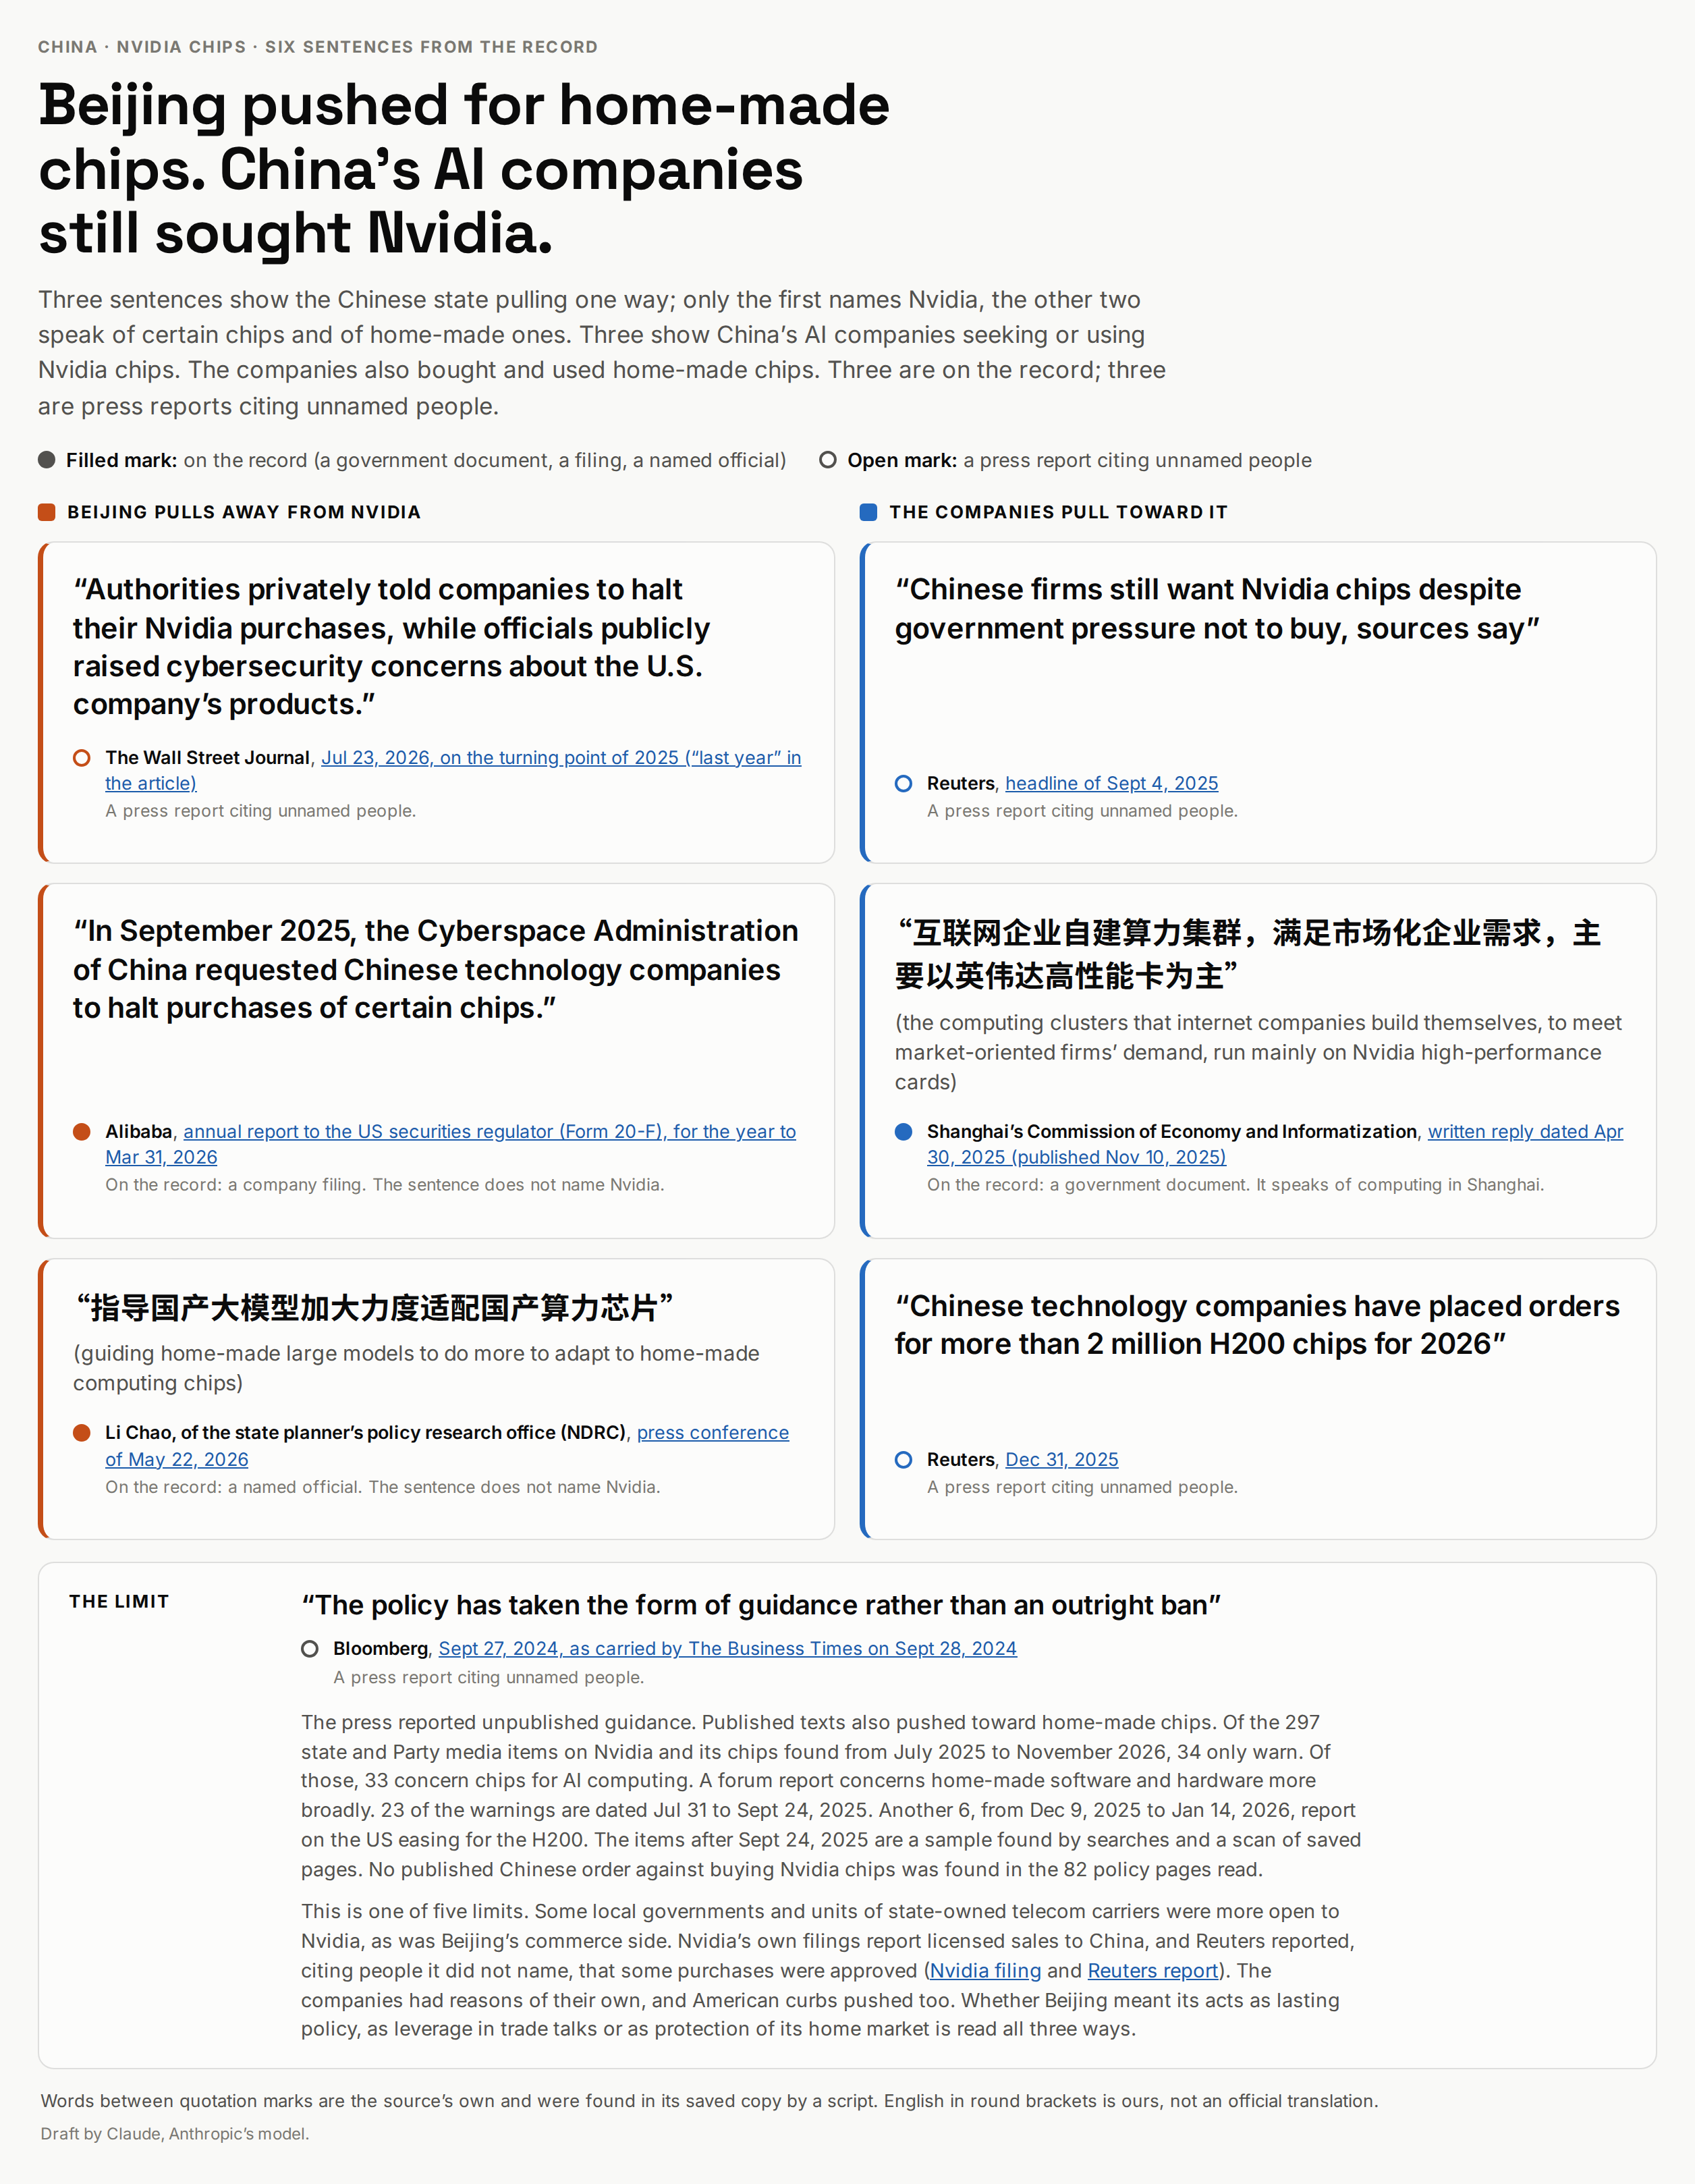 CHINA · NVIDIA CHIPS · SIX SENTENCES FROM THE RECORD
Beijing pushed for home-made
chips. China’s AI companies
still sought Nvidia.
Three sentences show the Chinese state pulling one way; only the first names Nvidia, the other two
speak of certain chips and of home-made ones. Three show China’s AI companies seeking or using
Nvidia chips. The companies also bought and used home-made chips. Three are on the record; three
are press reports citing unnamed people.
Filled mark: on the record (a government document, a filing, a named official)
Open mark: a press report citing unnamed people
BEIJING PULLS AWAY FROM NVIDIA
“Authorities privately told companies to halt
their Nvidia purchases, while officials publicly
raised cybersecurity concerns about the U.S.
company’s products.”
The Wall Street Journal, Jul 23, 2026, on the turning point of 2025 (“last year” in
the article)
A press report citing unnamed people.
THE COMPANIES PULL TOWARD IT
“Chinese firms still want Nvidia chips despite
government pressure not to buy, sources say”
Reuters, headline of Sept 4, 2025
A press report citing unnamed people.
“In September 2025, the Cyberspace Administration
of China requested Chinese technology companies
to halt purchases of certain chips.”
Alibaba, annual report to the US securities regulator (Form 20-F), for the year to
Mar 31, 2026
On the record: a company filing. The sentence does not name Nvidia.
“互联网企业自建算力集群，满足市场化企业需求，主
要以英伟达高性能卡为主”
(the computing clusters that internet companies build themselves, to meet
market-oriented firms’ demand, run mainly on Nvidia high-performance
cards)
Shanghai’s Commission of Economy and Informatization, written reply dated Apr
30, 2025 (published Nov 10, 2025)
On the record: a government document. It speaks of computing in Shanghai.
“指导国产大模型加大力度适配国产算力芯片”
(guiding home-made large models to do more to adapt to home-made
computing chips)
Li Chao, of the state planner’s policy research office (NDRC), press conference
of May 22, 2026
On the record: a named official. The sentence does not name Nvidia.
“Chinese technology companies have placed orders
for more than 2 million H200 chips for 2026”
Reuters, Dec 31, 2025
A press report citing unnamed people.
THE LIMIT
“The policy has taken the form of guidance rather than an outright ban”
Bloomberg, Sept 27, 2024, as carried by The Business Times on Sept 28, 2024
A press report citing unnamed people.
The press reported unpublished guidance. Published texts also pushed toward home-made chips. Of the 297
state and Party media items on Nvidia and its chips found from July 2025 to November 2026, 34 only warn. Of
those, 33 concern chips for AI computing. A forum report concerns home-made software and hardware more
broadly. 23 of the warnings are dated Jul 31 to Sept 24, 2025. Another 6, from Dec 9, 2025 to Jan 14, 2026, report
on the US easing for the H200. The items after Sept 24, 2025 are a sample found by searches and a scan of saved
pages. No published Chinese order against buying Nvidia chips was found in the 82 policy pages read.
This is one of five limits. Some local governments and units of state-owned telecom carriers were more open to
Nvidia, as was Beijing’s commerce side. Nvidia’s own filings report licensed sales to China, and Reuters reported,
citing people it did not name, that some purchases were approved (Nvidia filing and Reuters report). The
companies had reasons of their own, and American curbs pushed too. Whether Beijing meant its acts as lasting
policy, as leverage in trade talks or as protection of its home market is read all three ways.
Words between quotation marks are the source’s own and were found in its saved copy by a script. English in round brackets is ours, not an official translation.
Draft by Claude, Anthropic’s model.